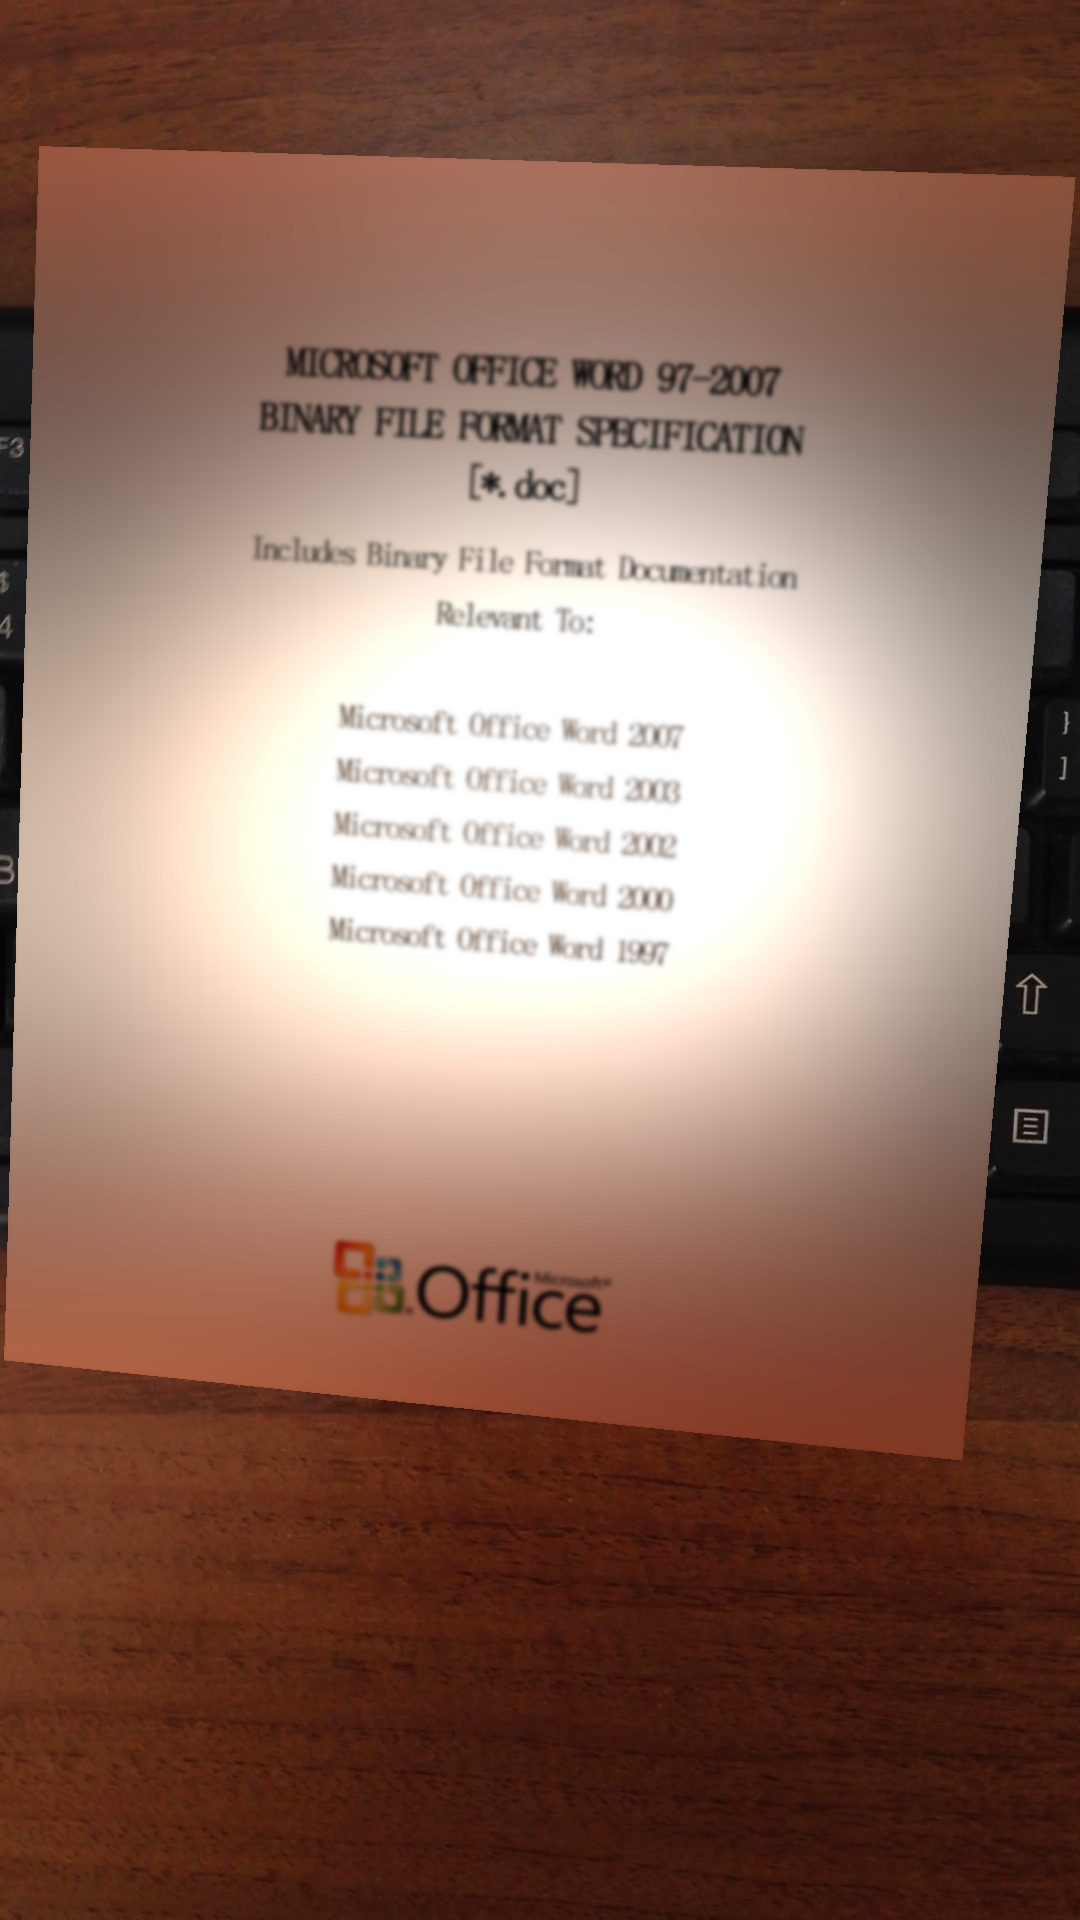 MICROSOFT OFFICE WORD 97-2007
BINARY FILE FORMAT SPECIFICATION
[*.doc]
Includes Binary File Format Documentation
Relevant To:
Microsoft Office Word 2007
Microsoft Office Word 2003
Microsoft Office Word 2002
Microsoft Office Word 2000
Microsoft Office Word 1997
Microsoft®
Office
F3
$
4
B
}
]